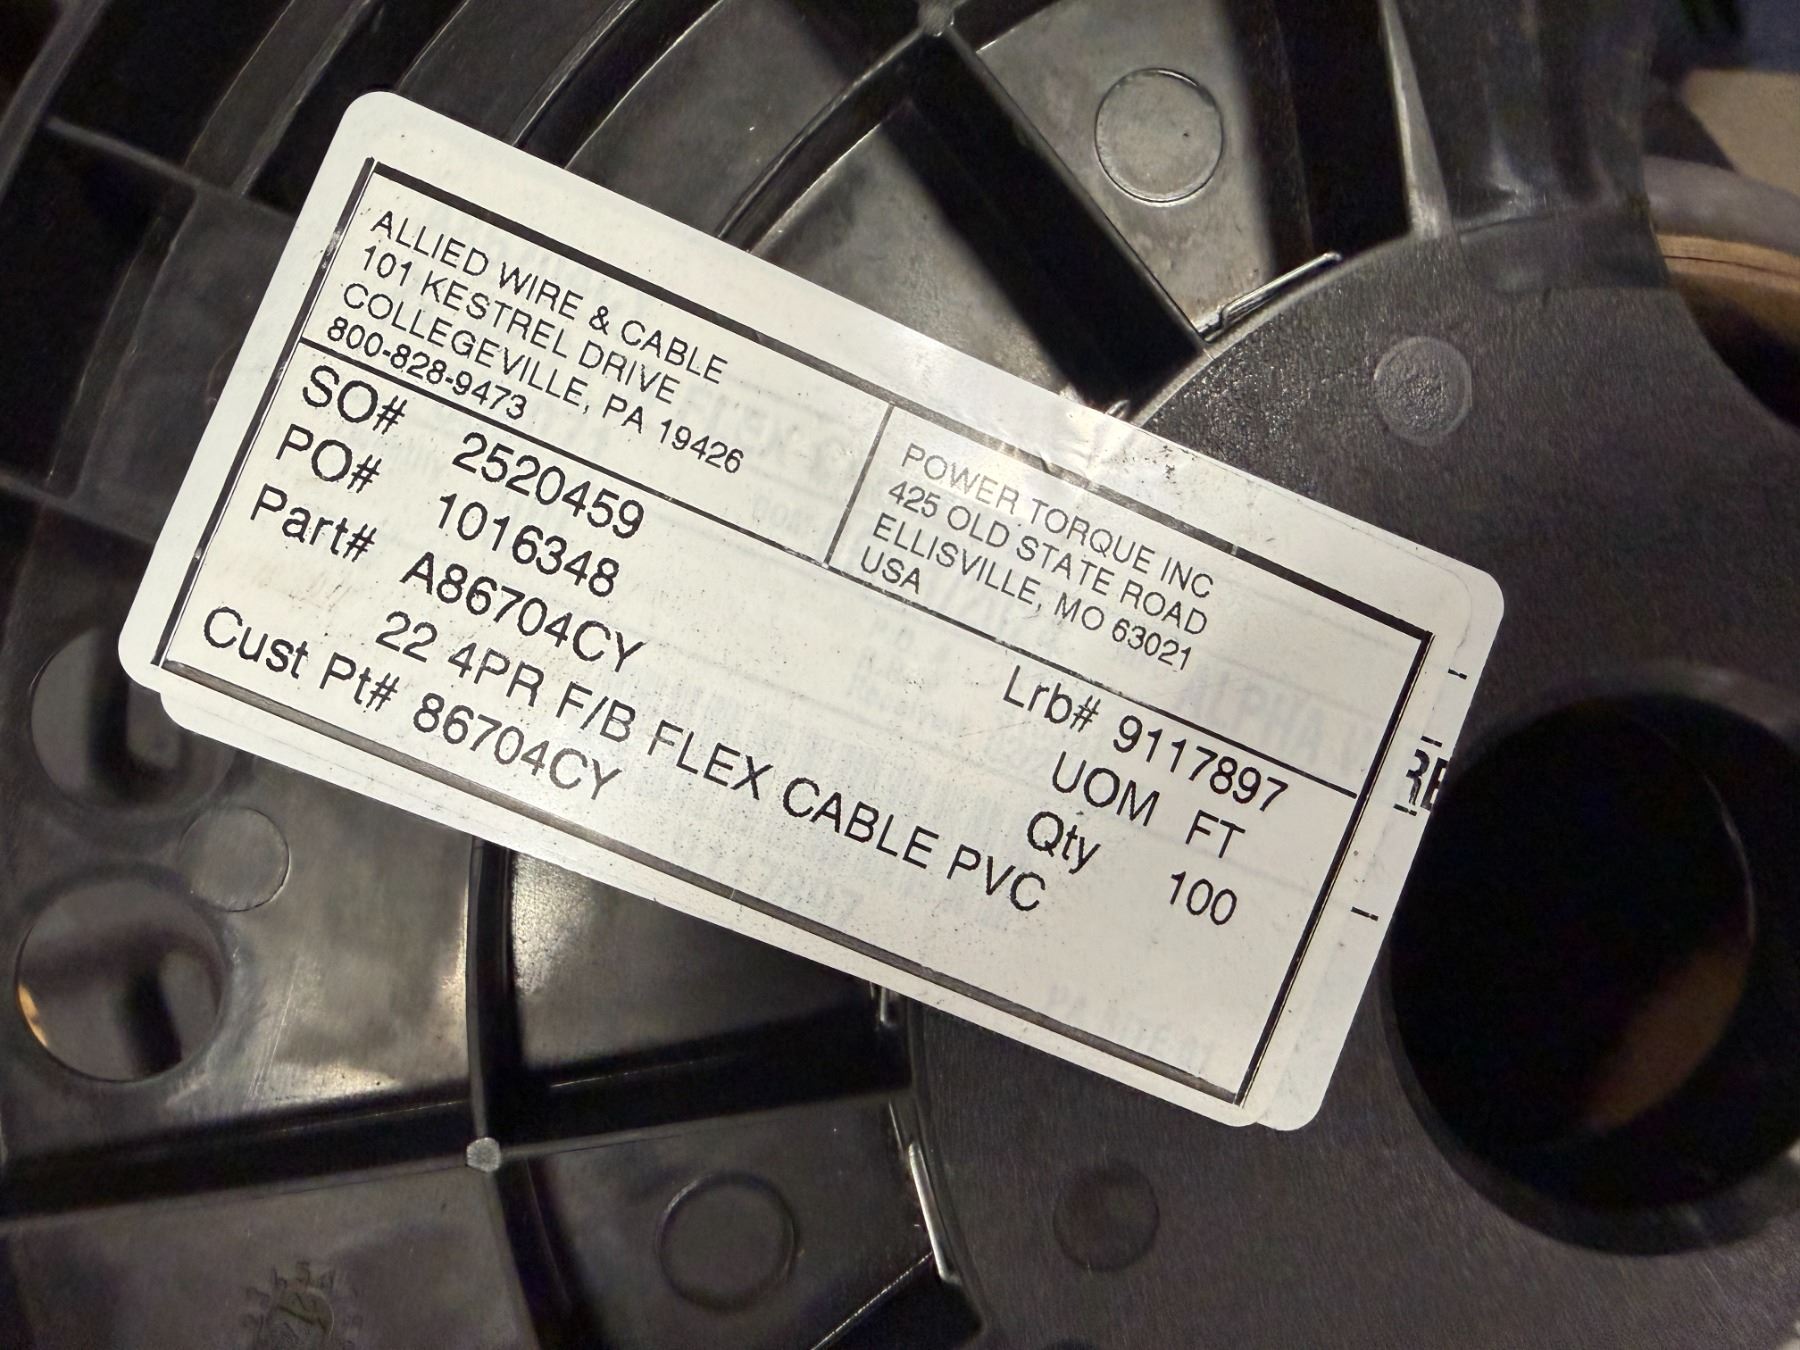 ALLIED WIRE & CABLE
101 KESTREL DRIVE
COLLEGEVILLE, PA 19426
800-828-9473
POWER TORQUE INC
425 OLD STATE ROAD
ELLISVILLE, MO 63021
USA
SO# 2520459
PO# 1016348
Part# A86704CY
22 4PR F/B FLEX CABLE PVC
Cust Pt# 86704CY
Lrb# 9117897
UOM FT
Qty 100